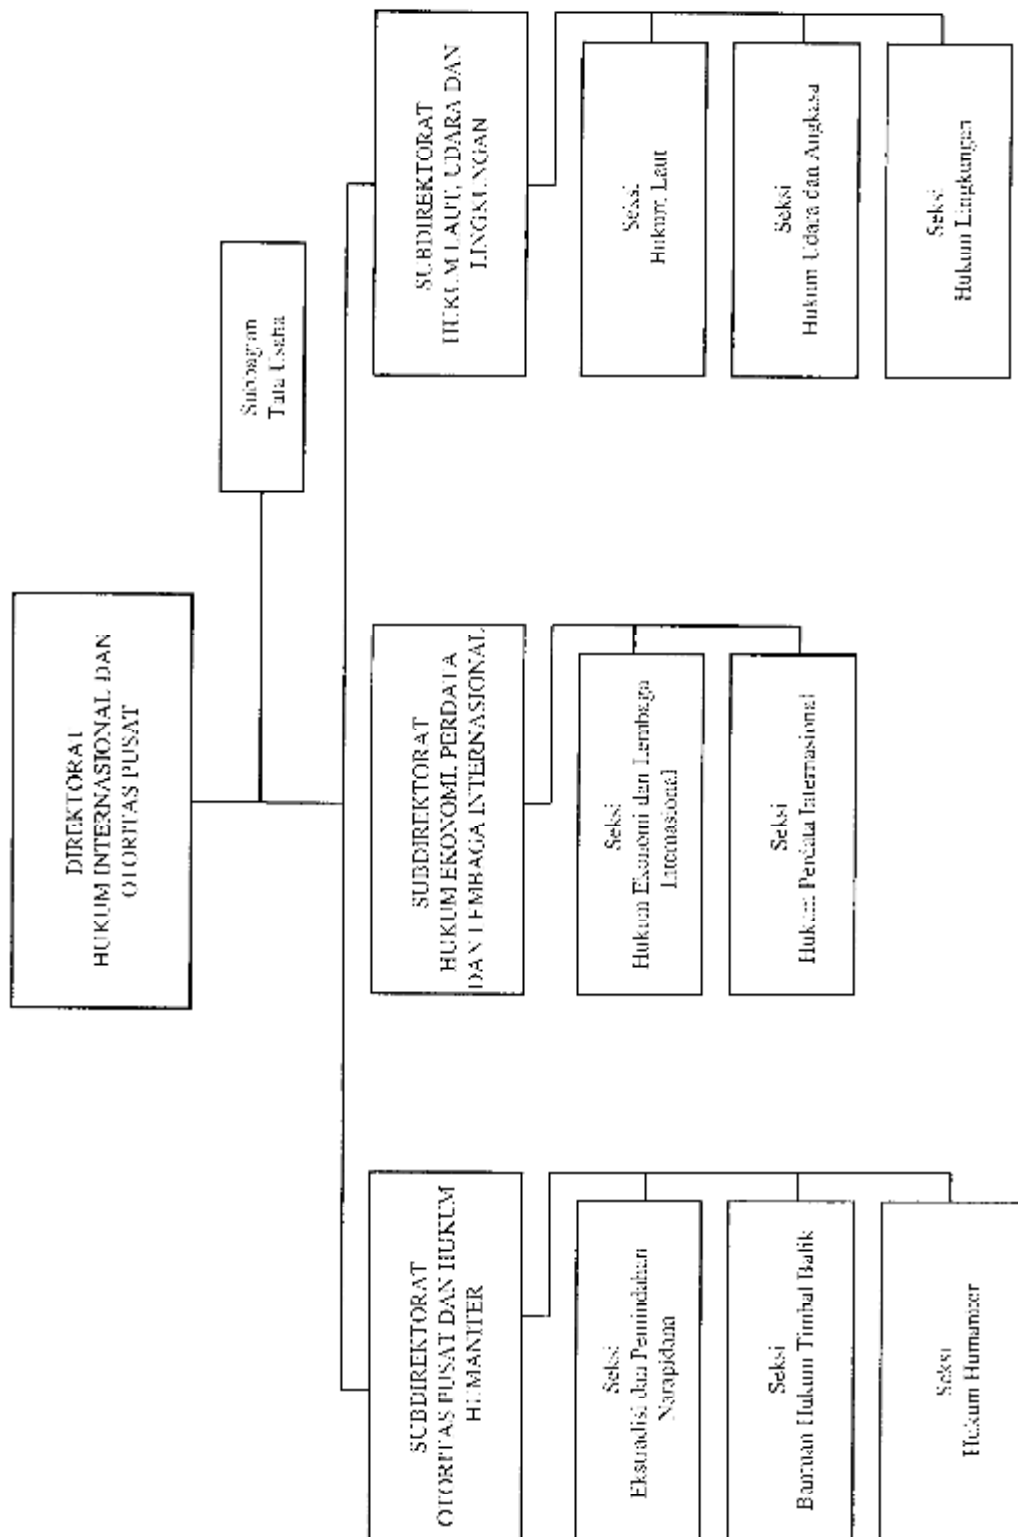 DIREKTORAT
HUKUM INTERNASIONAL DAN
OTORITAS PUSAT
Subbagian
Tata Usaha
SUBDIREKTORAT
OTORITAS PUSAT DAN HUKUM
HUMANITER
SUBDIREKTORAT
HUKUM EKONOMI, PERDATA
DAN LEMBAGA INTERNASIONAL
SUBDIREKTORAT
HUKUM LAUT, UDARA DAN
LINGKUNGAN
Seksi
Ekstradisi dan Pemindahan
Narapidana
Seksi
Bantuan Hukum Timbal Balik
Seksi
Hukum Humaniter
Seksi
Hukum Ekonomi dan Lembaga
Internasional
Seksi
Hukum Perdata Internasional
Seksi
Hukum Laut
Seksi
Hukum Udara dan Angkasa
Seksi
Hukum Lingkungan